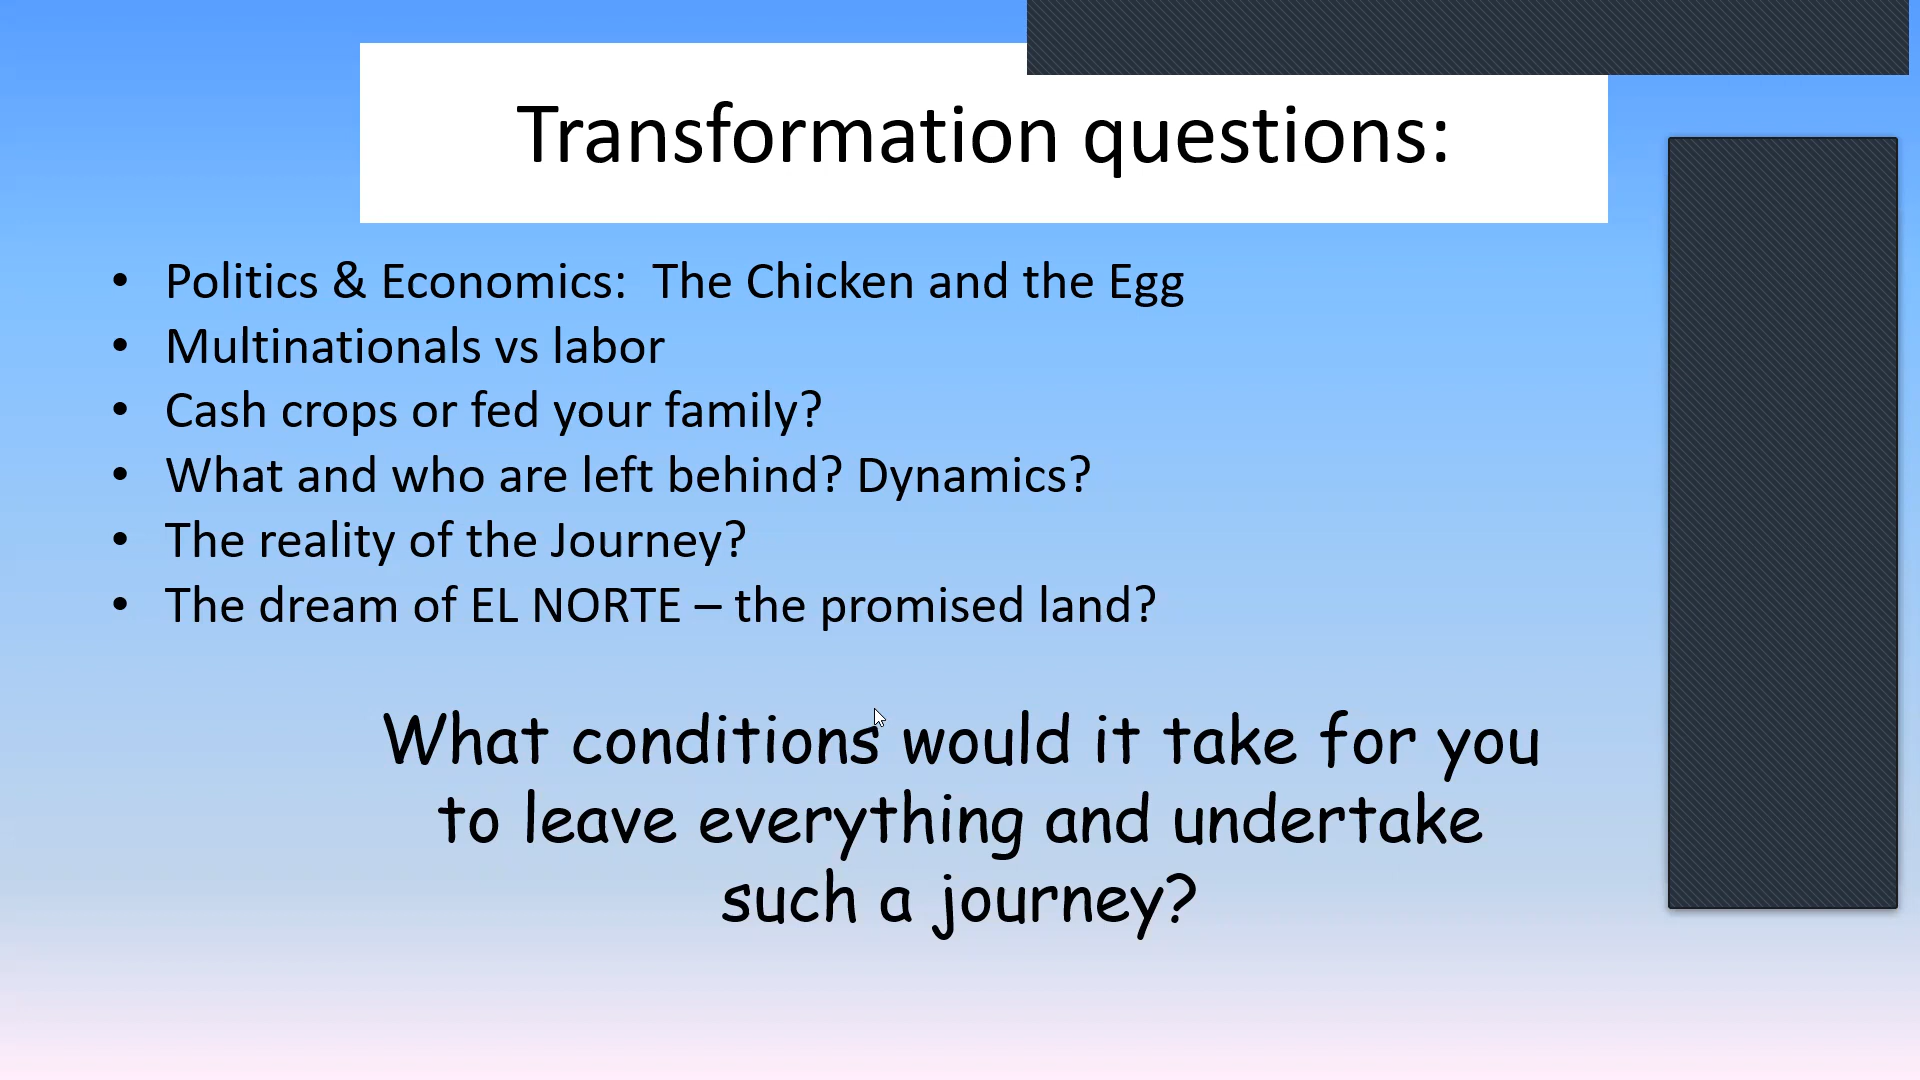 Transformation questions:
• Politics & Economics:  The Chicken and the Egg
• Multinationals vs labor
• Cash crops or fed your family?
• What and who are left behind? Dynamics?
• The reality of the Journey?
• The dream of EL NORTE – the promised land?
What conditions would it take for you
to leave everything and undertake
such a journey?